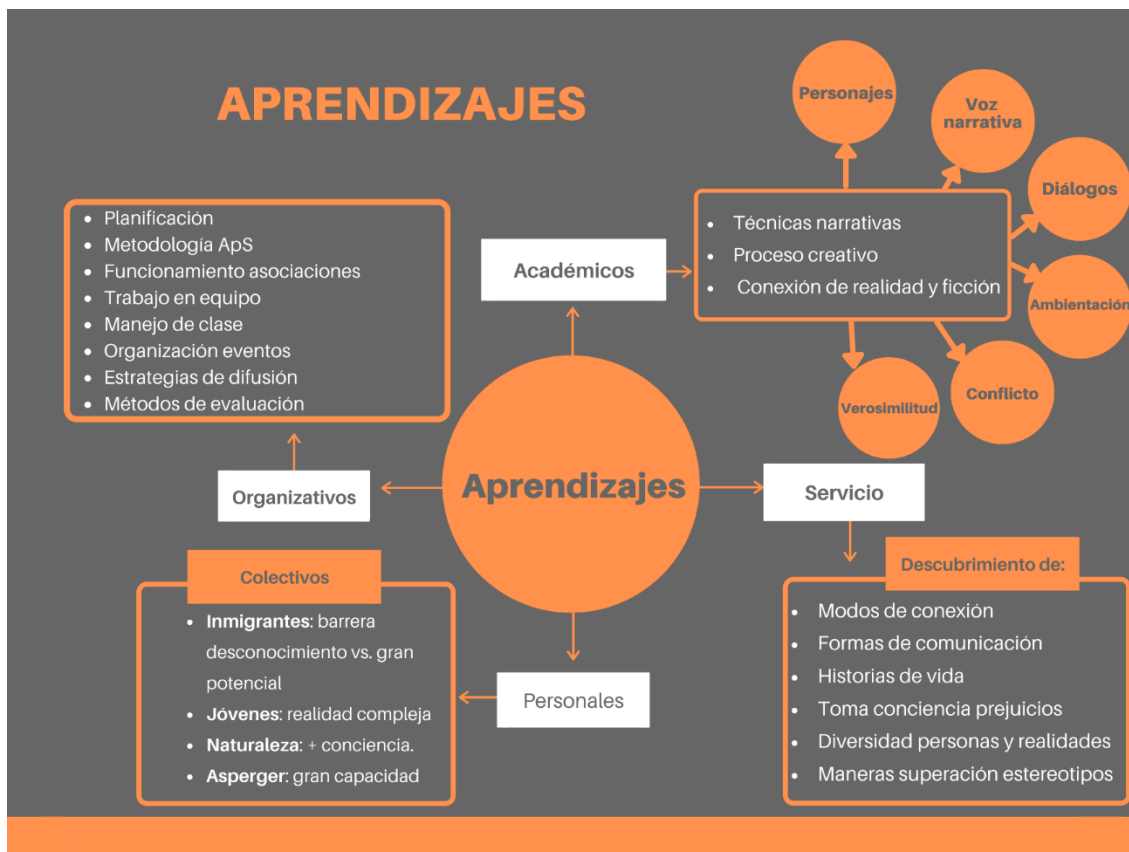 APRENDIZAJES
Personajes
Voz
narrativa
Diálogos
Ambientación
Conflicto
Verosimilitud
• Planificación
• Metodología ApS
• Funcionamiento asociaciones
• Trabajo en equipo
• Manejo de clase
• Organización eventos
• Estrategias de difusión
• Métodos de evaluación
Académicos
• Técnicas narrativas
• Proceso creativo
• Conexión de realidad y ficción
Organizativos
Aprendizajes
Servicio
Colectivos
• Inmigrantes: barrera
desconocimiento vs. gran
potencial
• Jóvenes: realidad compleja
• Naturaleza: + conciencia.
• Asperger: gran capacidad
Personales
Descubrimiento de:
• Modos de conexión
• Formas de comunicación
• Historias de vida
• Toma conciencia prejuicios
• Diversidad personas y realidades
• Maneras superación estereotipos